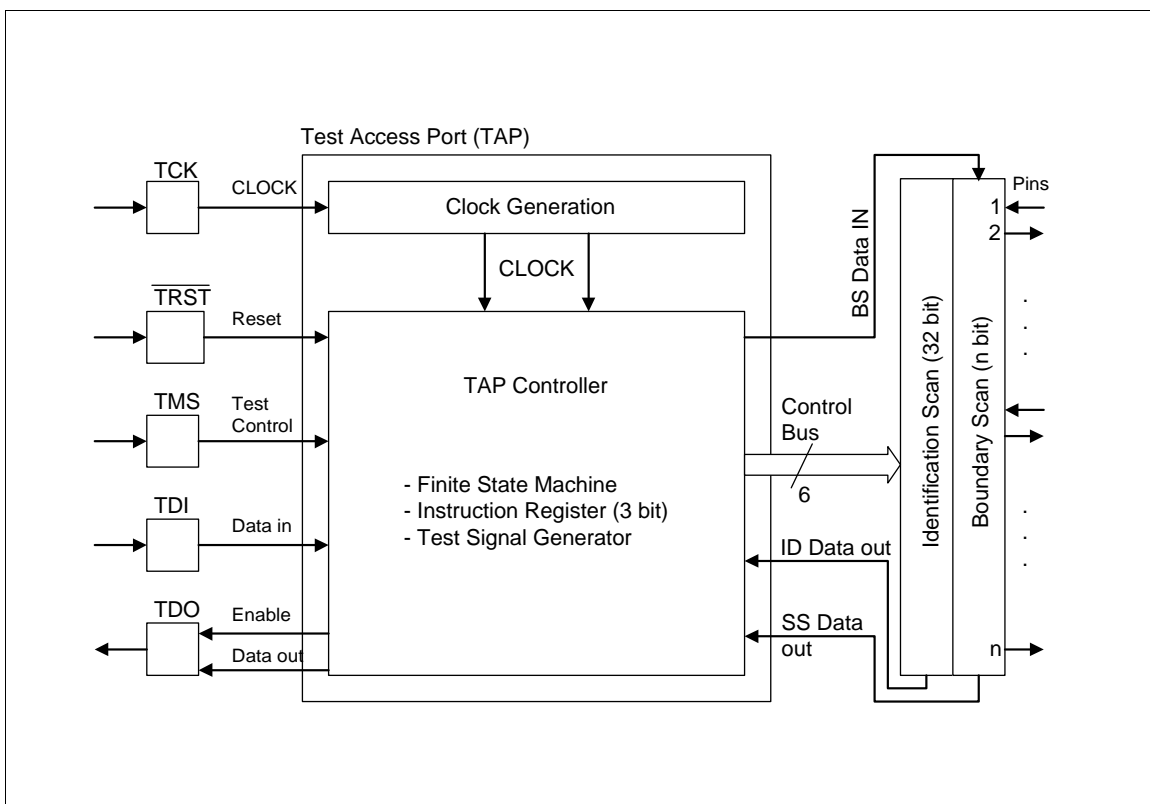 Test Access Port (TAP)
TCK
CLOCK
Clock Generation
CLOCK
TRST
Reset
TMS
Test
Control
TDI
Data in
TDO
Enable
Data out
TAP Controller
- Finite State Machine
- Instruction Register (3 bit)
- Test Signal Generator
BS Data IN
Control
Bus
6
ID Data out
SS Data
out
Identification Scan (32 bit)
Boundary Scan (n bit)
Pins
1
2
.
.
.
.
.
.
n